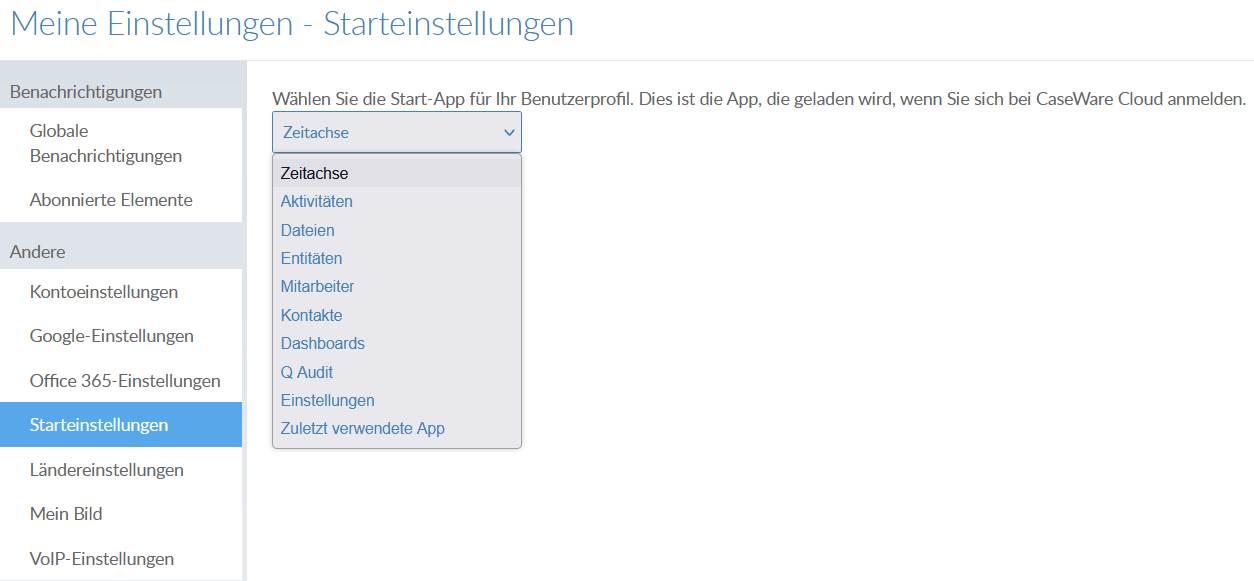 Meine Einstellungen - Starteinstellungen
Benachrichtigungen
Globale
Benachrichtigungen
Abonnierte Elemente
Andere
Kontoeinstellungen
Google-Einstellungen
Office 365-Einstellungen
Starteinstellungen
Ländereinstellungen
Mein Bild
VoIP-Einstellungen
Wählen Sie die Start-App für Ihr Benutzerprofil. Dies ist die App, die geladen wird, wenn Sie sich bei CaseWare Cloud anmelden.
Zeitachse
Zeitachse
Aktivitäten
Dateien
Entitäten
Mitarbeiter
Kontakte
Dashboards
Q Audit
Einstellungen
Zuletzt verwendete App